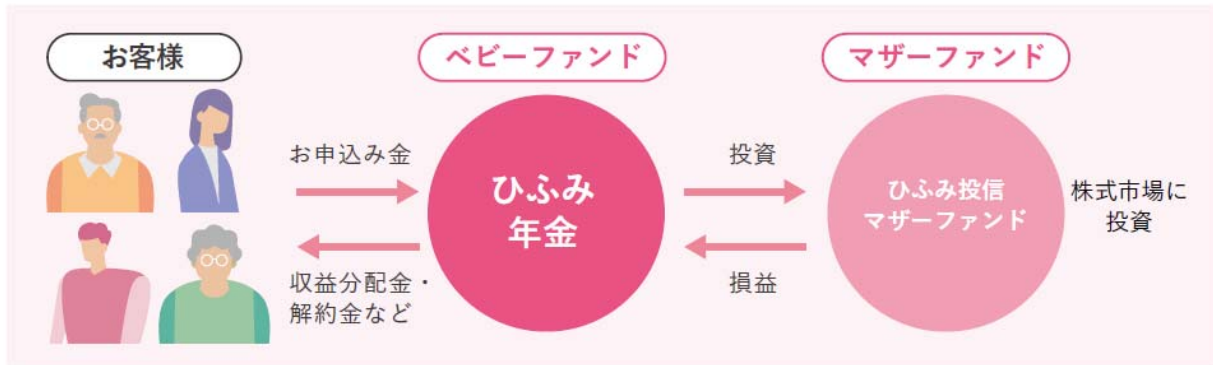 お客様
ベビーファンド
マザーファンド
お申込み金
収益分配金・
解約金など
ひふみ
年金
投資
損益
ひふみ投信
マザーファンド
株式市場に
投資